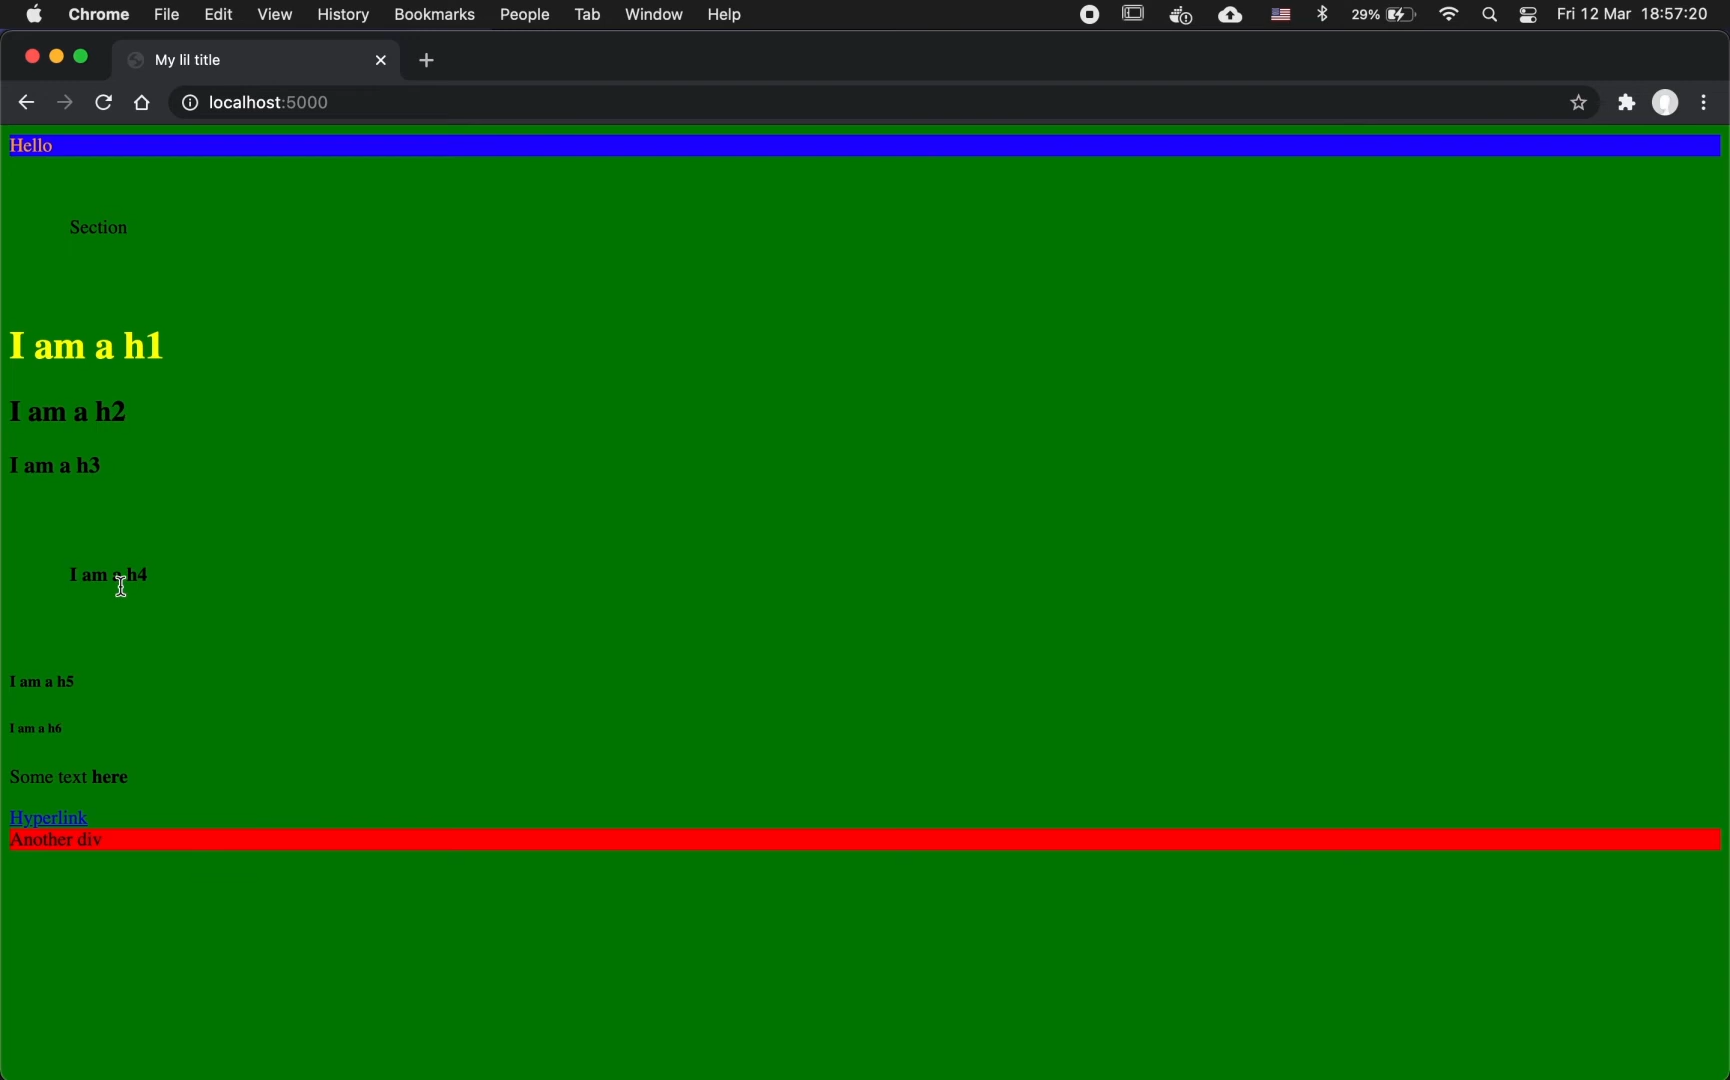 Chrome File Edit View History Bookmarks People Tab Window Help 29% Fri 12 Mar 18:57:20
My lil title
localhost:5000
Hello
Section
I am a h1
I am a h2
I am a h3
I am a h4
I am a h5
I am a h6
Some text here
Hyperlink
Another div